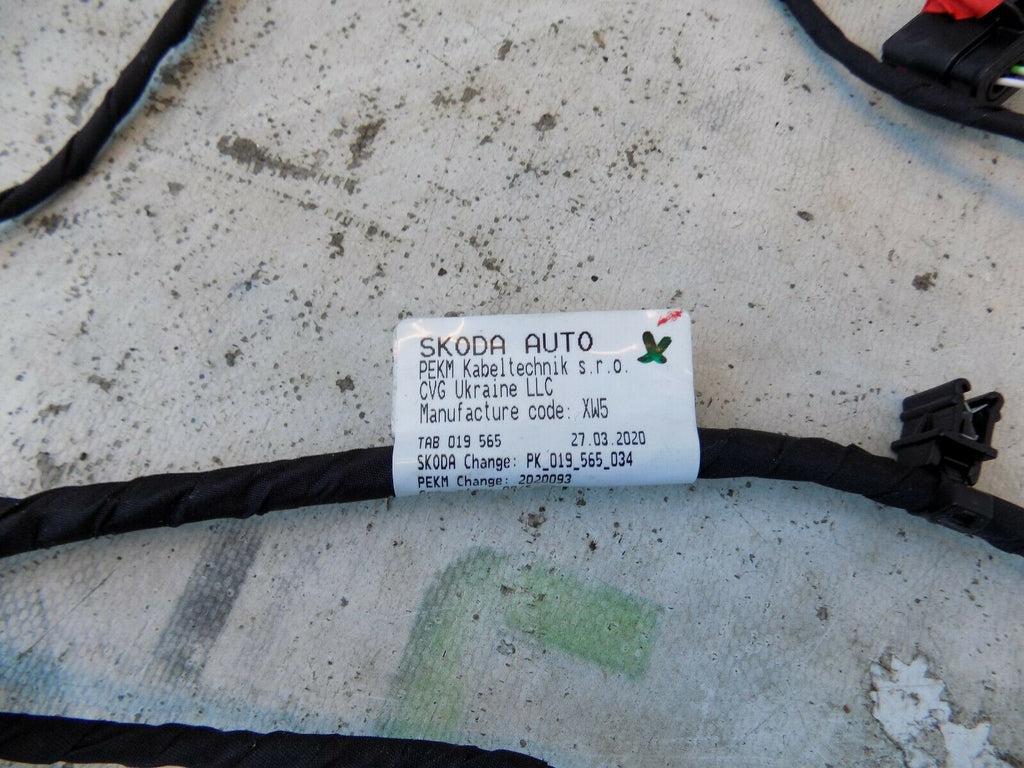 SKODA AUTO
PEKM Kabeltechnik s.r.o.
CVG Ukraine LLC
Manufacture code: XW5
TAB 019 565 27.03.2020
SKODA Change: PK_019_565_034
PEKM Change: 2020093